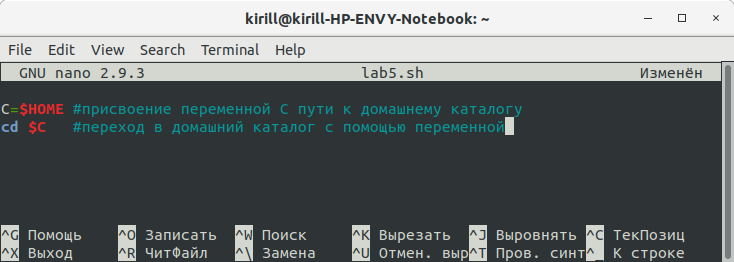 kirill@kirill-HP-ENVY-Notebook: ~
File Edit View Search Terminal Help
GNU nano 2.9.3 lab5.sh Изменён
C=$HOME #присвоение переменной C пути к домашнему каталогу
cd $C #переход в домашний каталог с помощью переменной
^G Помощь ^O Записать ^W Поиск ^K Вырезать ^J Выровнять ^C ТекПозиц
^X Выход ^R ЧитФайл ^\ Замена ^U Отмен. выр^T Пров. синт^_ К строке